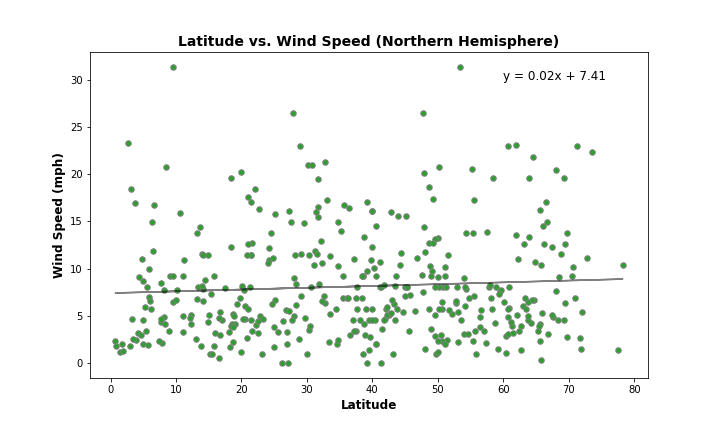 Latitude vs. Wind Speed (Northern Hemisphere)
y = 0.02x + 7.41
Wind Speed (mph)
30
25
20
15
10
5
0
0 10 20 30 40 50 60 70 80
Latitude